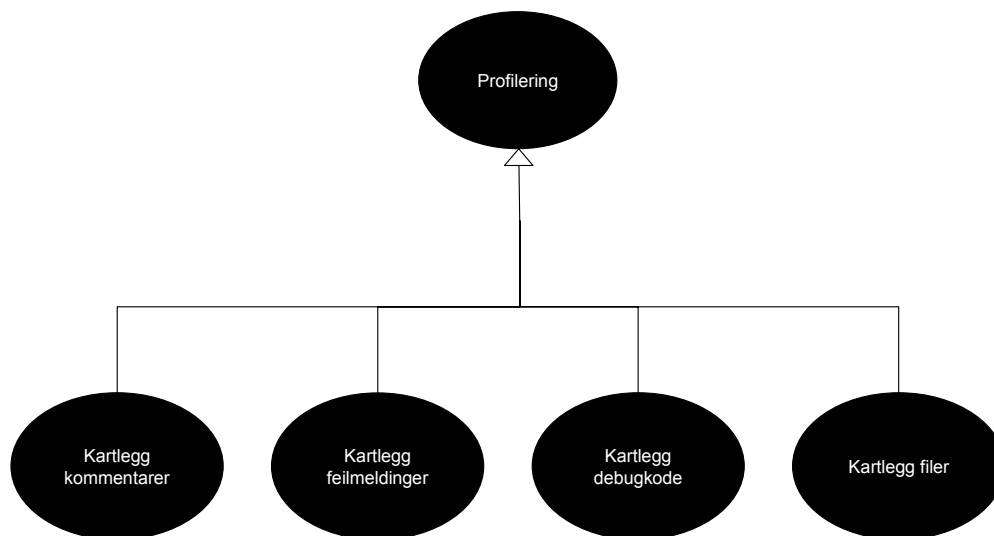 Profilering
Kartlegg
kommentarer
Kartlegg
feilmeldinger
Kartlegg
debugkode
Kartlegg filer